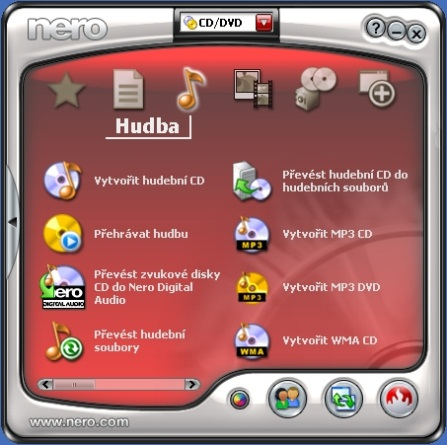 nero
CD/DVD
?
Hudba
Vytvořit hudební CD
Převést hudební CD do
hudebních souborů
Přehrávat hudbu
MP3
Vytvořit MP3 CD
Převést zvukové disky
CD do Nero Digital
Audio
nero
DIGITAL AUDIO
MP3
Vytvořit MP3 DVD
Převést hudební
soubory
WMA
Vytvořit WMA CD
www.nero.com